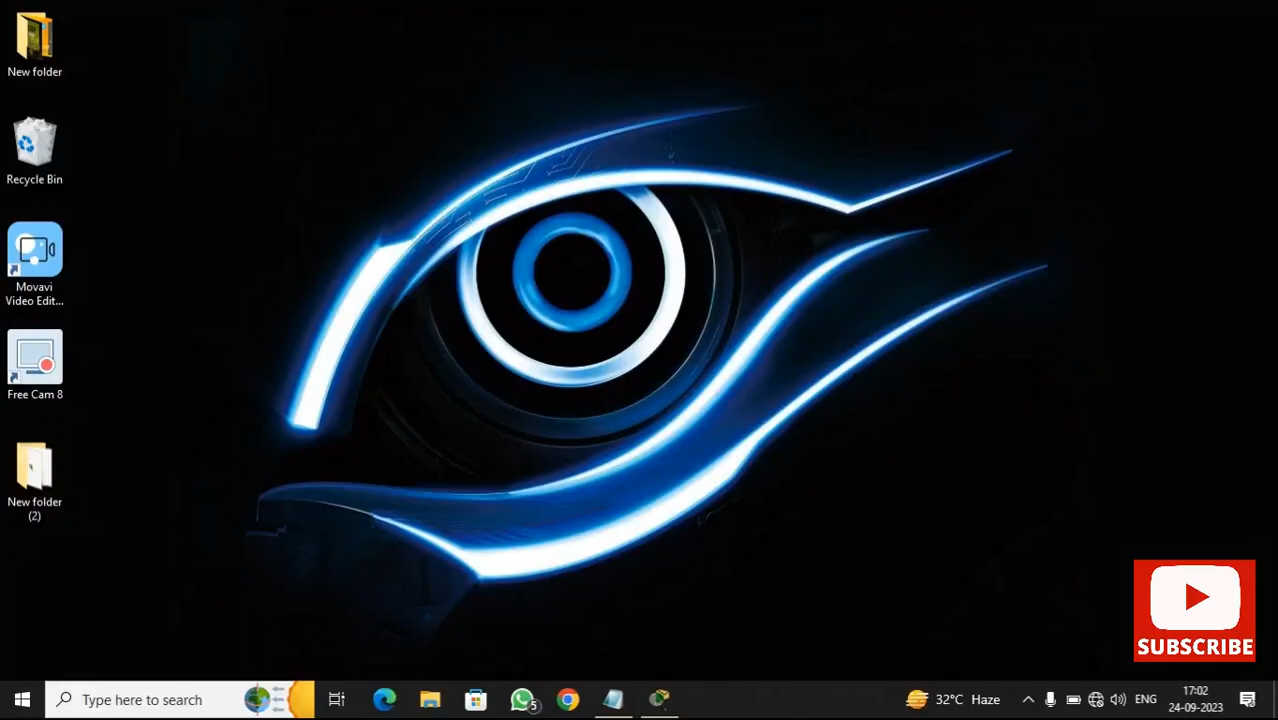 New folder
Recycle Bin
Movavi
Video Edit...
Free Cam 8
New folder
(2)
SUBSCRIBE
Type here to search
5
32°C Haze
ENG
17:02
24-09-2023